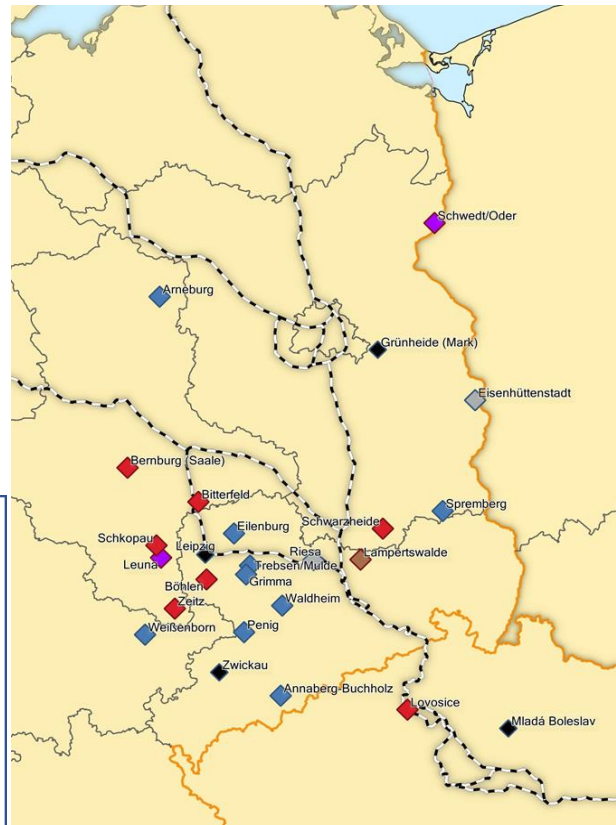 Schwedt/Oder
Arneburg
Grünheide (Mark)
Eisenhüttenstadt
Bernburg (Saale)
Bitterfeld
Spremberg
Schwarzheide
Eilenburg
Schkopau
Leipzig
Riesa
Lampertswalde
Leuna
Trebsen/Mulde
Grimma
Böhlen
Zeitz
Waldheim
Weißenborn
Penig
Zwickau
Annaberg-Buchholz
Lovosice
Mladá Boleslav